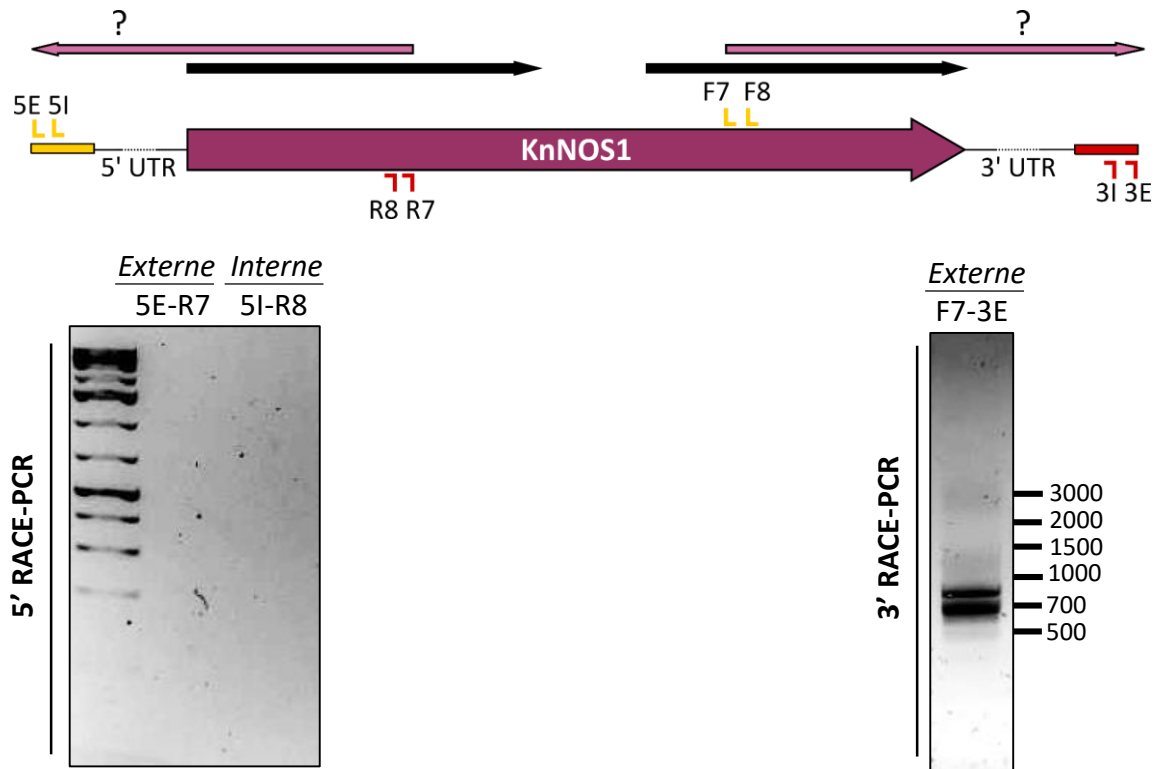 ? ?
5E 5I F7 F8
KnNOS1
5' UTR 3' UTR
R8 R7 3I 3E
Externe Interne Externe
5E-R7 5I-R8 F7-3E
5’ RACE-PCR
3’ RACE-PCR
3000
2000
1500
1000
700
500